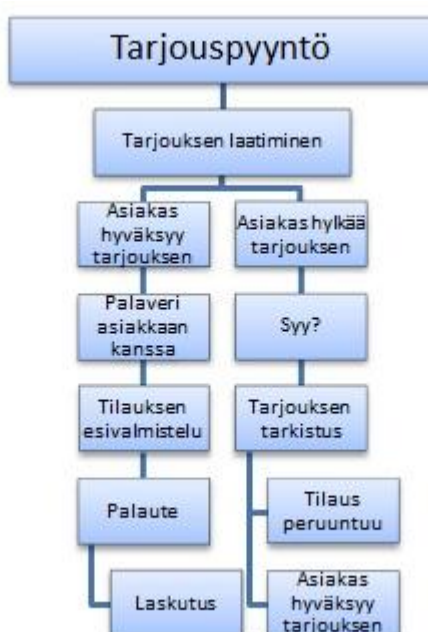 Tarjouspyyntö
Tarjouksen laatiminen
Asiakas
hyväksyy
tarjouksen
Asiakas hylkää
tarjouksen
Palaveri
asiakkaan
kanssa
Syy?
Tilauksen
esivalmistelu
Tarjouksen
tarkistus
Palaute
Tilaus
peruuntuu
Laskutus
Asiakas
hyväksyy
tarjouksen